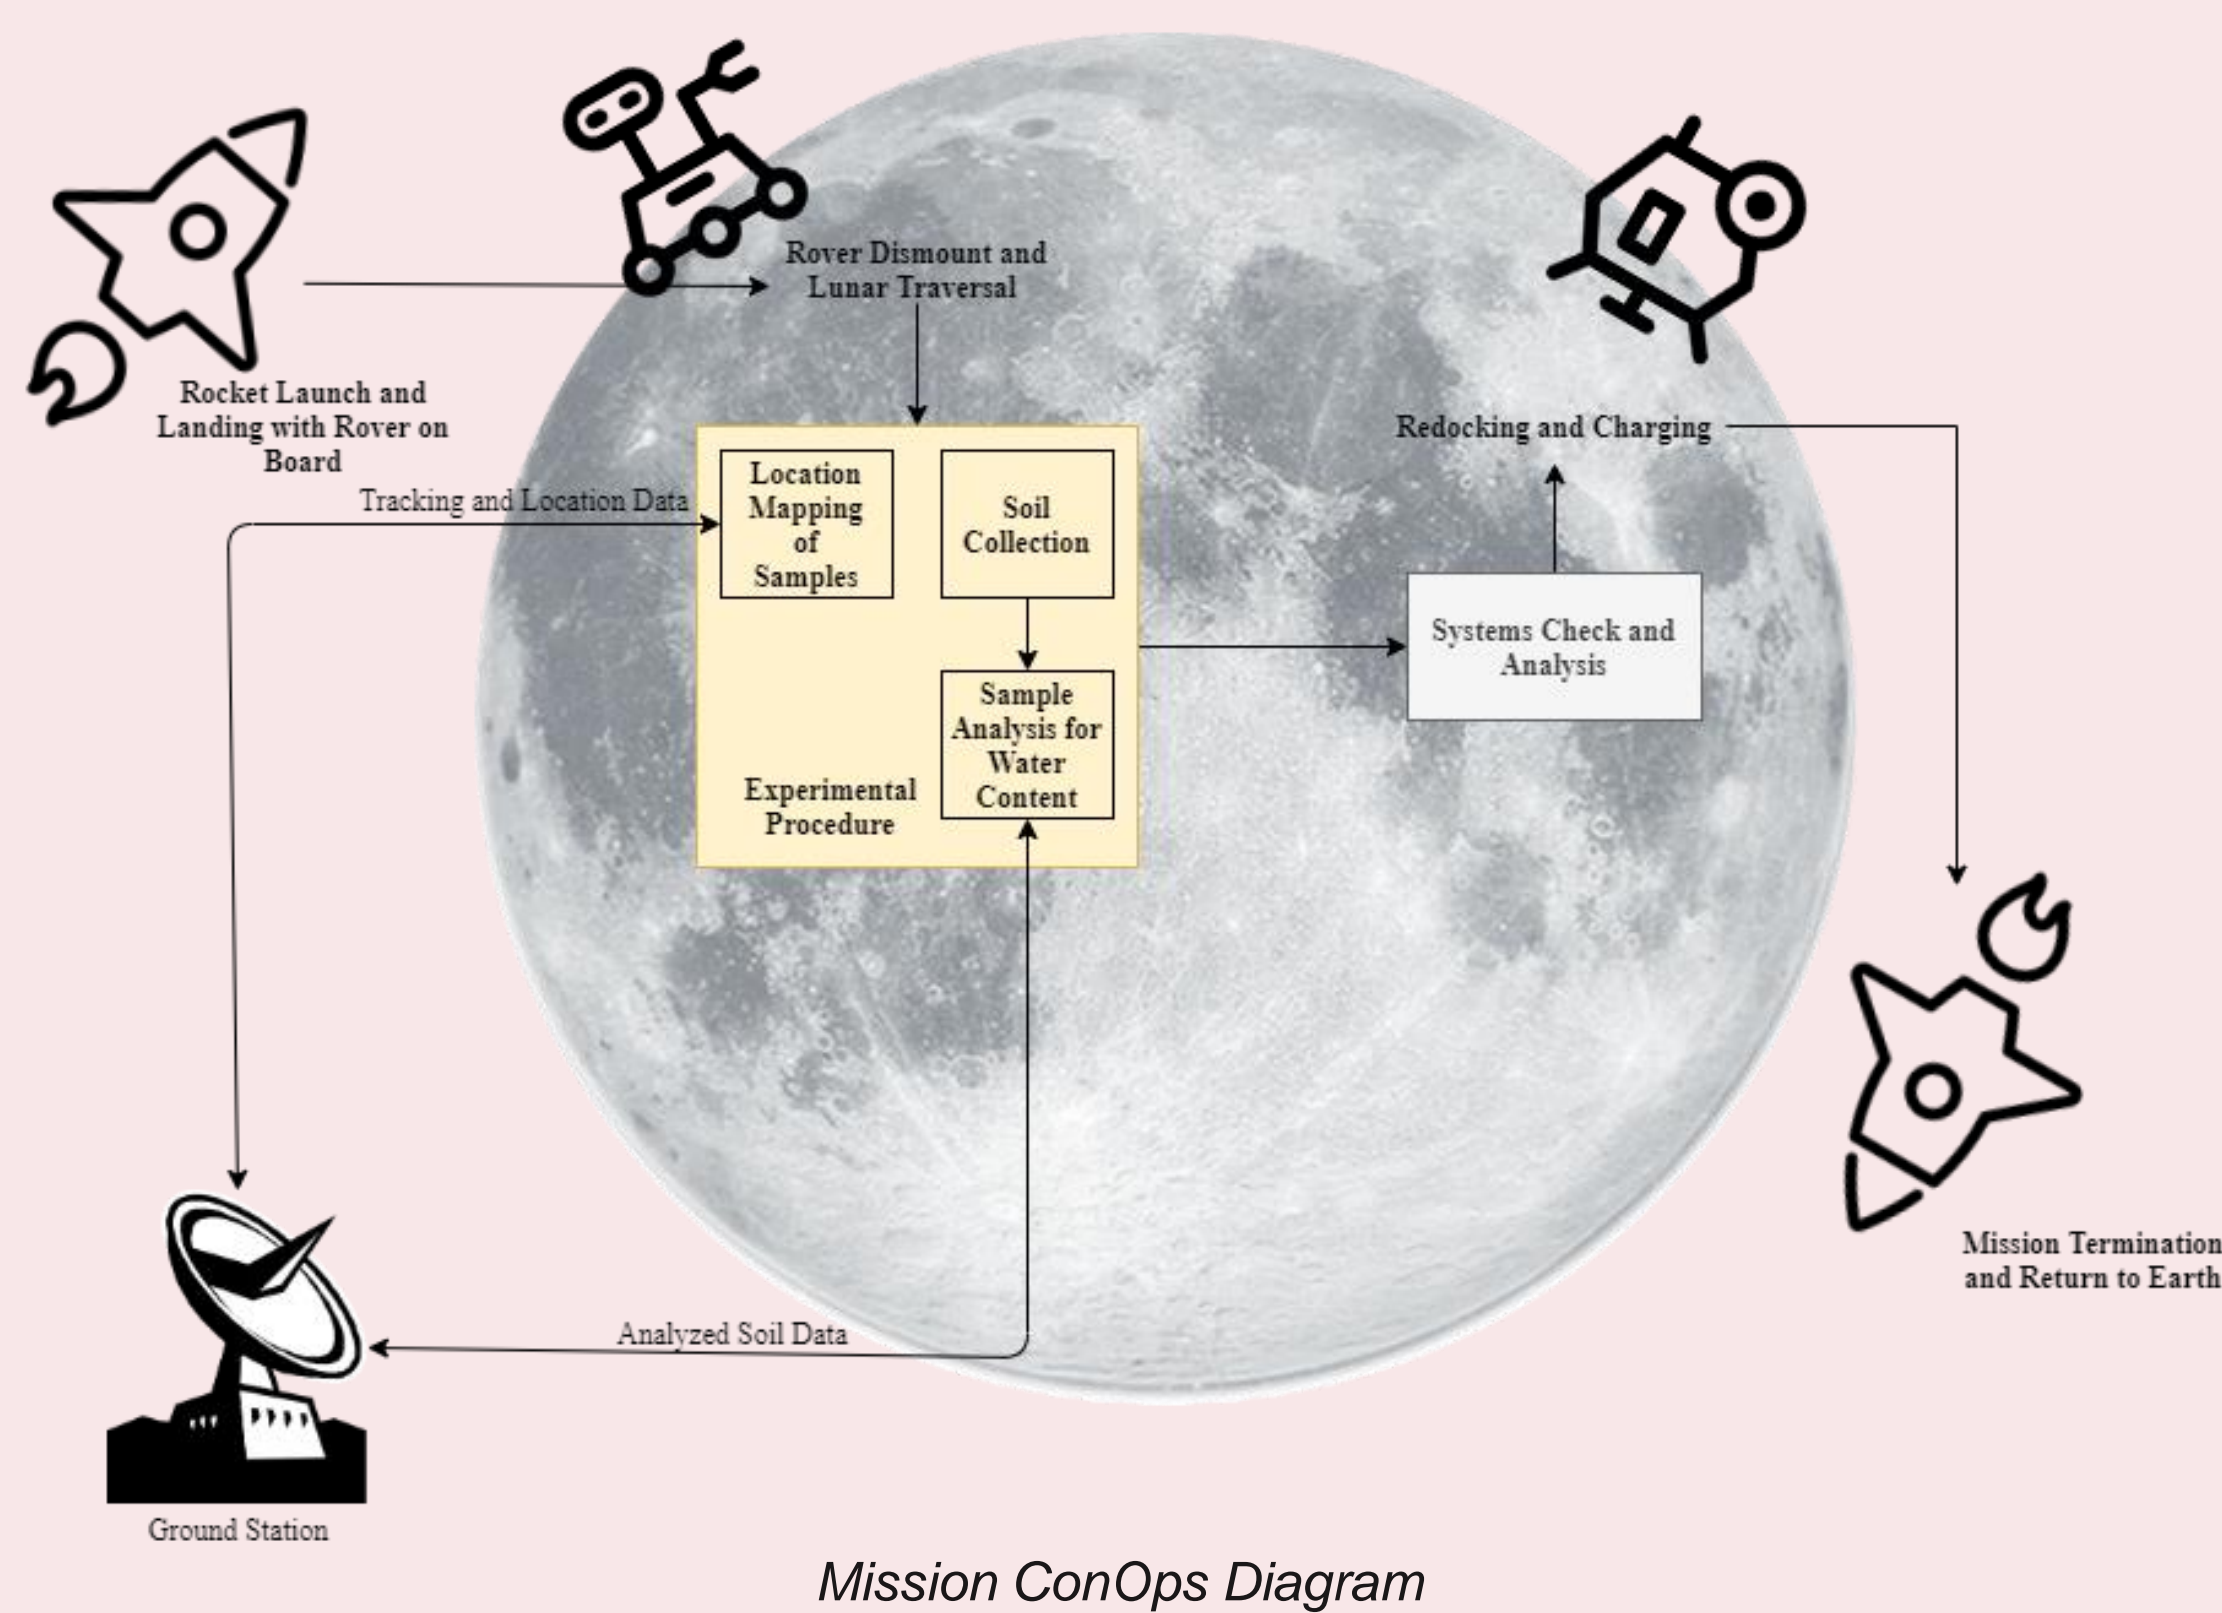 Rover Dismount and
Lunar Traversal
Rocket Launch and
Landing with Rover on
Board
Tracking and Location Data
Location
Mapping
of
Samples
Soil
Collection
Sample
Analysis for
Water
Content
Experimental
Procedure
Redocking and Charging
Systems Check and
Analysis
Mission Termination
and Return to Earth
Analyzed Soil Data
Ground Station
Mission ConOps Diagram